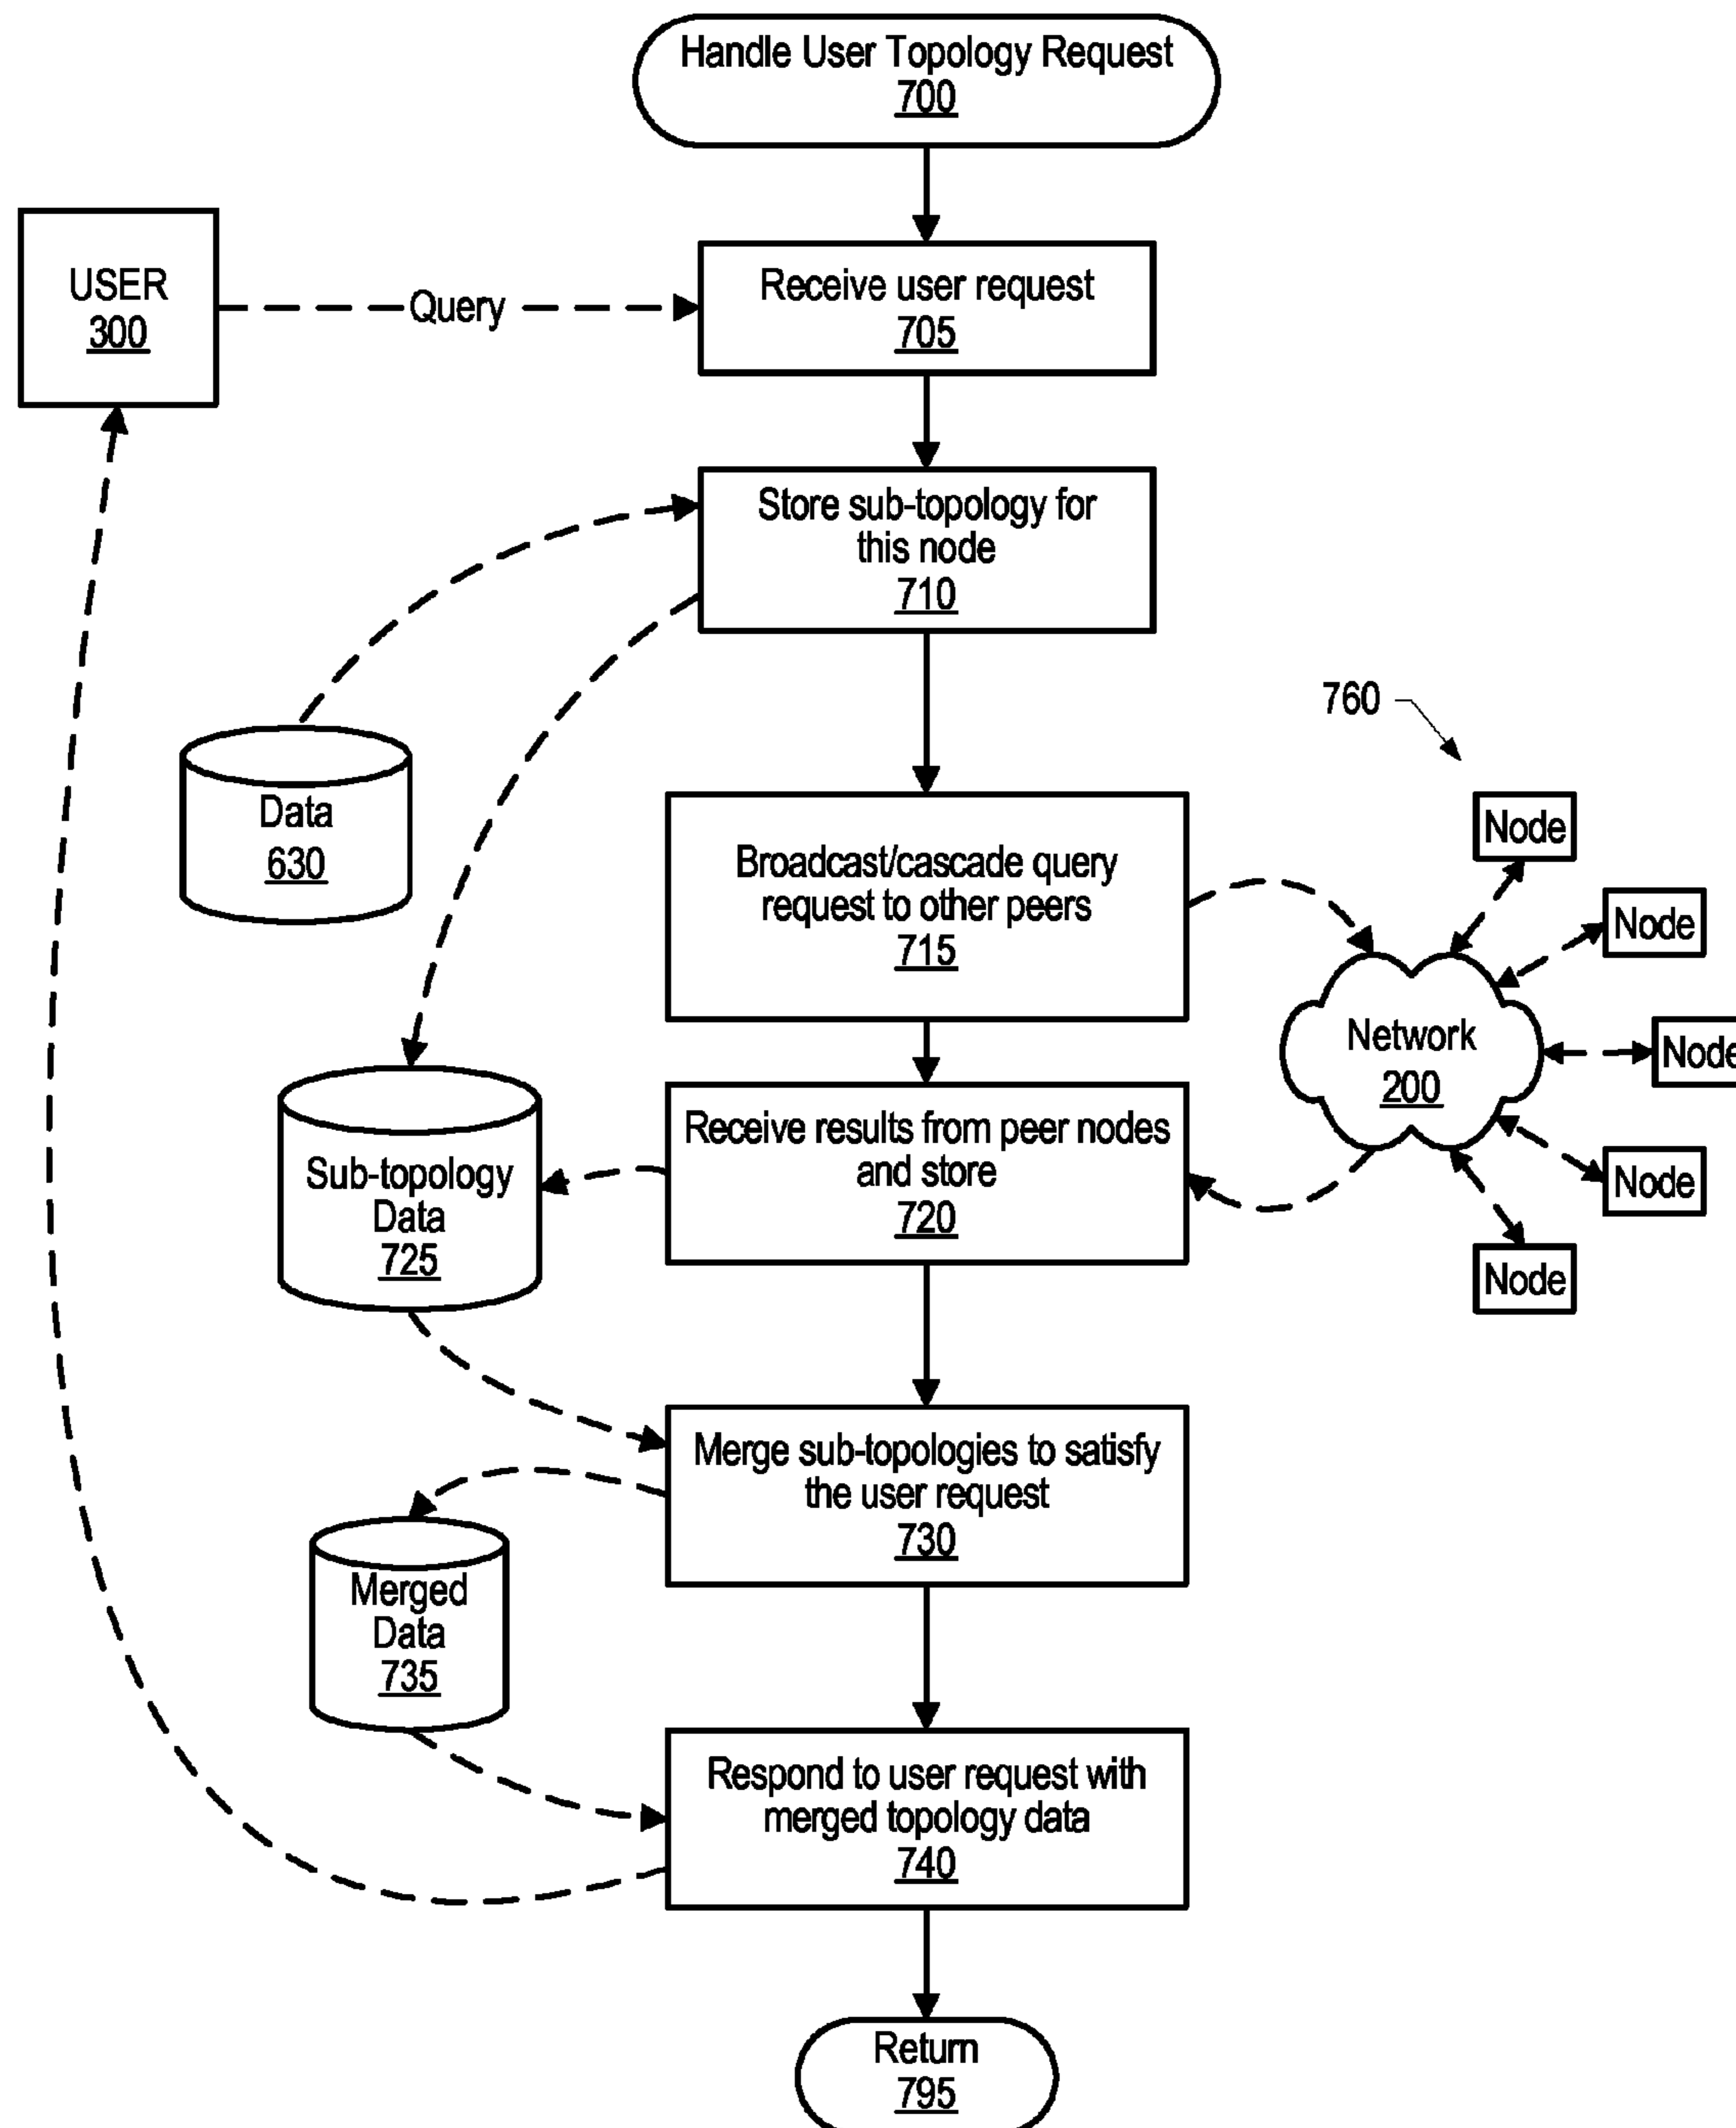 Handle User Topology Request
700
USER
300
Query
Receive user request
705
Store sub-topology for
this node
710
760
Data
630
Broadcast/cascade query
request to other peers
715
Node
Node
Node
Node
Node
Network
200
Receive results from peer nodes
and store
720
Sub-topology
Data
725
Merge sub-topologies to satisfy
the user request
730
Merged
Data
735
Respond to user request with
merged topology data
740
Return
795